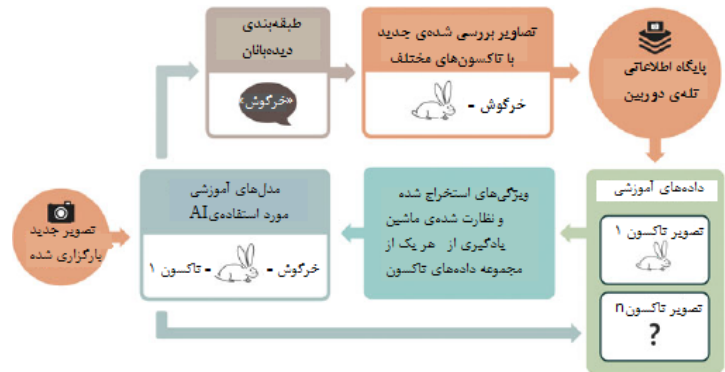 طبقه‌بندی
دیده‌بانان
«خرگوش»
تصاویر بررسی شده‌ی جدید
با تاکسون‌های مختلف
خرگوش -
پایگاه اطلاعاتی
تله‌ی دوربین
داده‌های آموزشی
تصویر تاکسون ۱
تصویر تاکسون n
?
ویژگی‌های استخراج شده
و نظارت شده‌ی ماشین
یادگیری از هر یک از
مجموعه داده‌های تاکسون
مدل‌های آموزشی
مورد استفاده‌ی AI
خرگوش - - تاکسون ۱
تصویر جدید
بارگزاری شده